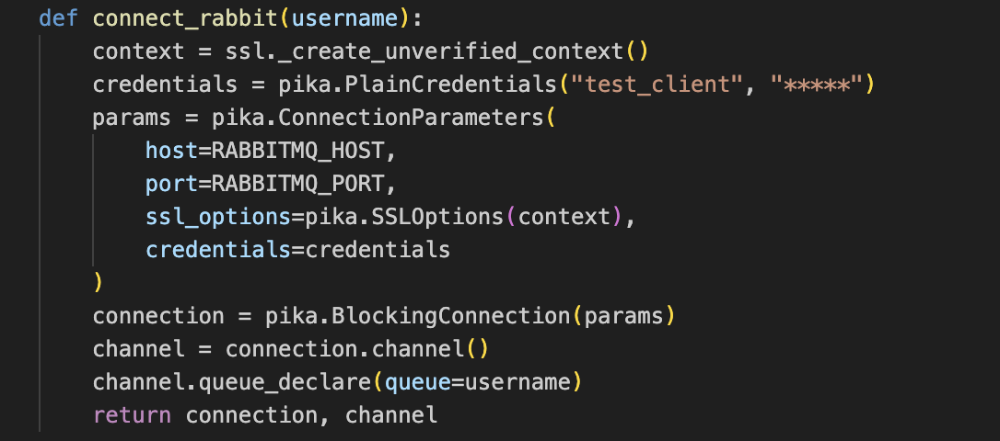 def connect_rabbit(username):
    context = ssl._create_unverified_context()
    credentials = pika.PlainCredentials("test_client", "*****")
    params = pika.ConnectionParameters(
        host=RABBITMQ_HOST,
        port=RABBITMQ_PORT,
        ssl_options=pika.SSLOptions(context),
        credentials=credentials
    )
    connection = pika.BlockingConnection(params)
    channel = connection.channel()
    channel.queue_declare(queue=username)
    return connection, channel